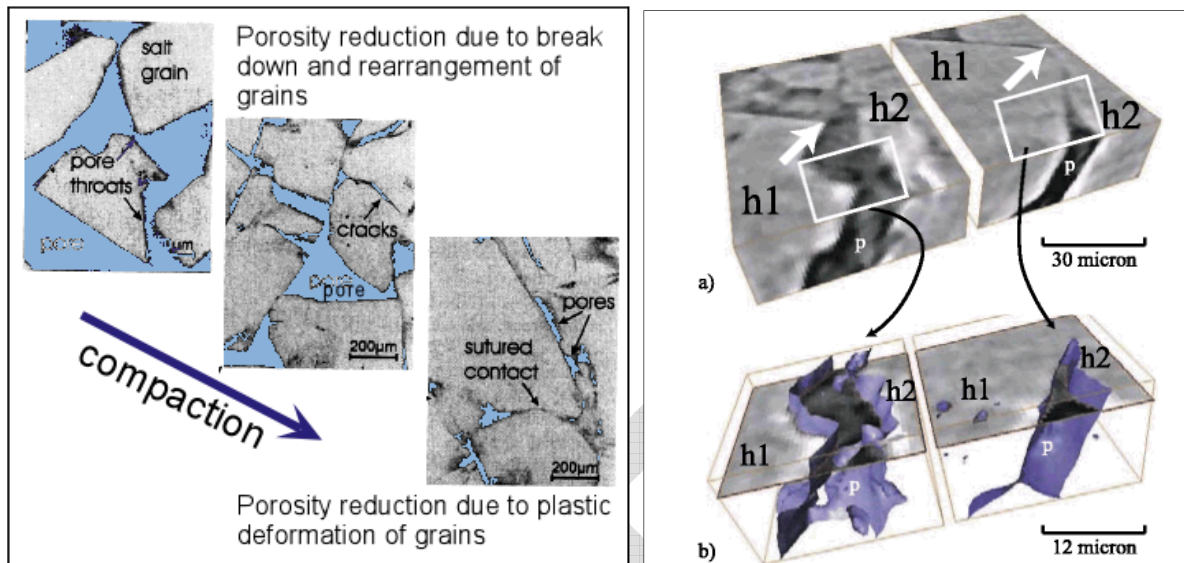 salt
grain
pore
throats
pore
µm
Porosity reduction due to break
down and rearrangement of
grains
cracks
pore
pore
200µm
compaction
pores
sutured
contact
200µm
Porosity reduction due to plastic
deformation of grains
h1
h2
h1
h2
p
p
30 micron
a)
h2
h1
h1
h2
p
p
b)
12 micron